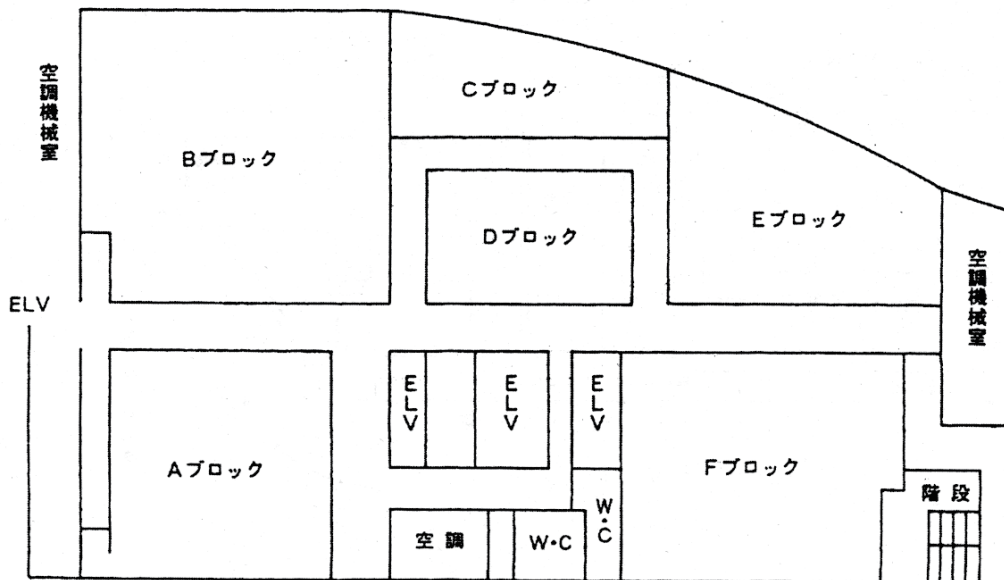 Cブロック
空調機械室
Bブロック
Eブロック
Dブロック
空調機械室
ELV
ELV
ELV
ELV
Aブロック
Fブロック
階段
W・C
空調
W・C